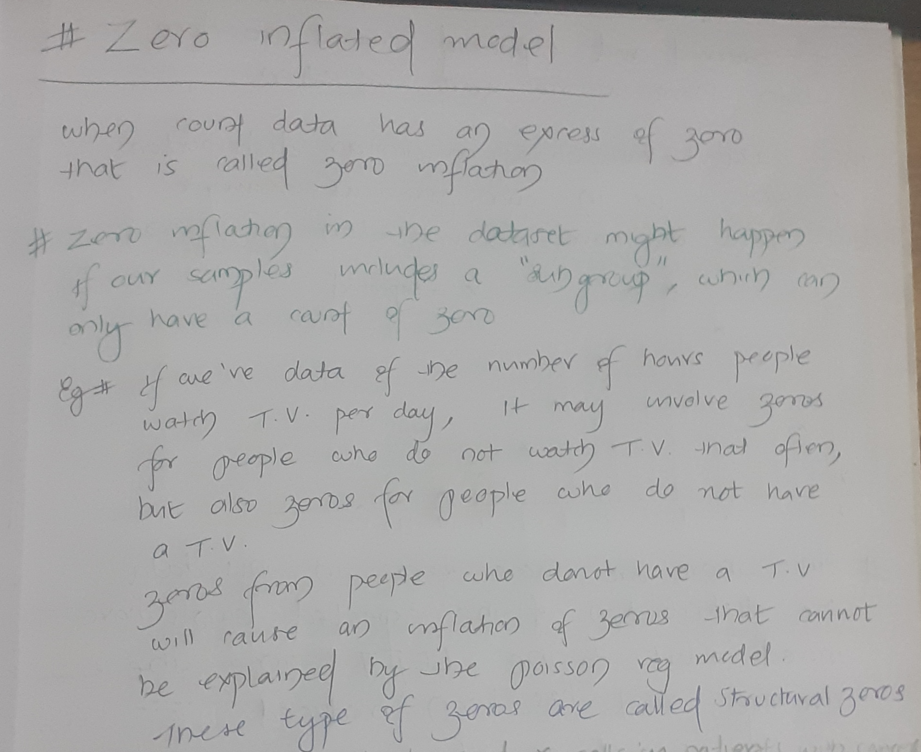 # Zero inflated model
when count data has an express of zero
that is called zero inflation
# Zero inflation in the dataset might happen
if our samples includes a "sub group", which can
only have a count of zero
Eg # if we've data of the number of hours people
watch T.V. per day, it may involve zeros
for people who do not watch T.V. that often,
but also zeros for people who do not have
a T.V.
zeros from people who donot have a T.V
will cause an inflation of zeros that cannot
be explained by the poisson reg model.
These type of zeros are called structural zeros